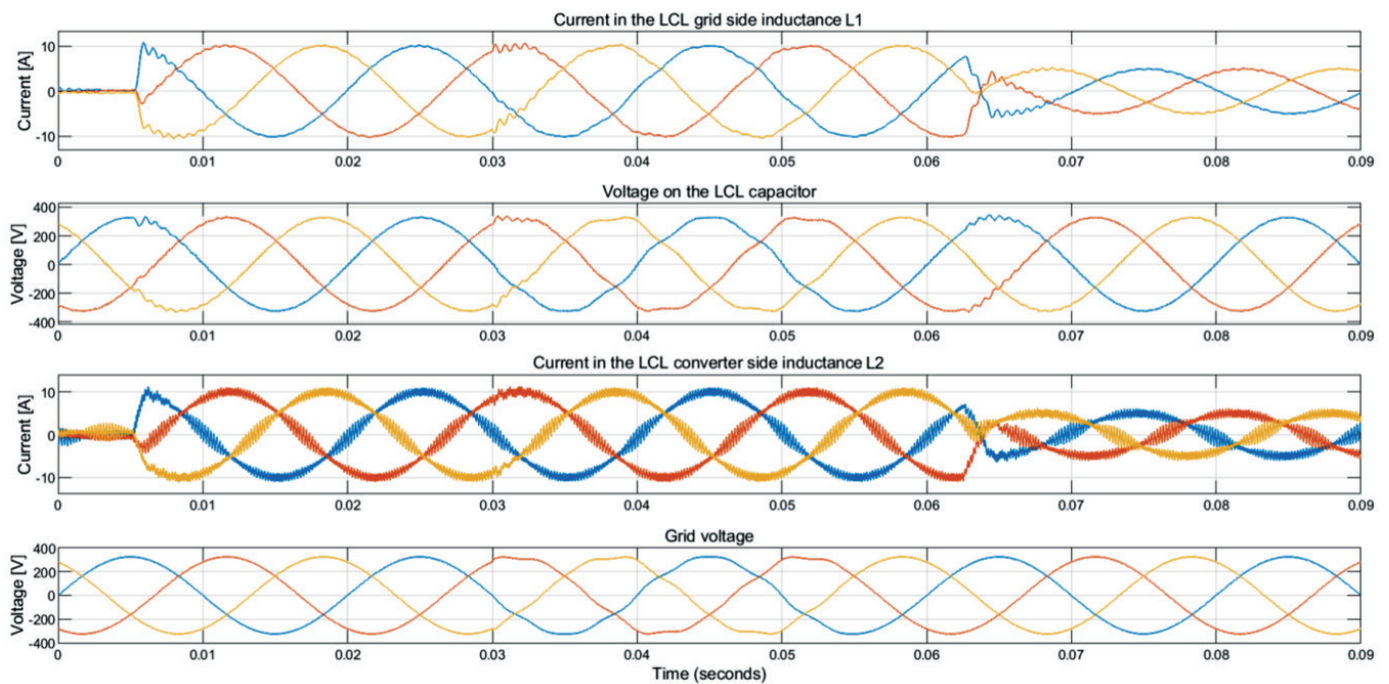 Current in the LCL grid side inductance L1
Current [A]
10
0
-10
0 0.01 0.02 0.03 0.04 0.05 0.06 0.07 0.08 0.09
Voltage on the LCL capacitor
Voltage [V]
400
200
0
-200
-400
0 0.01 0.02 0.03 0.04 0.05 0.06 0.07 0.08 0.09
Current in the LCL converter side inductance L2
Current [A]
10
0
-10
0 0.01 0.02 0.03 0.04 0.05 0.06 0.07 0.08 0.09
Grid voltage
Voltage [V]
400
200
0
-200
-400
0 0.01 0.02 0.03 0.04 0.05 0.06 0.07 0.08 0.09
Time (seconds)